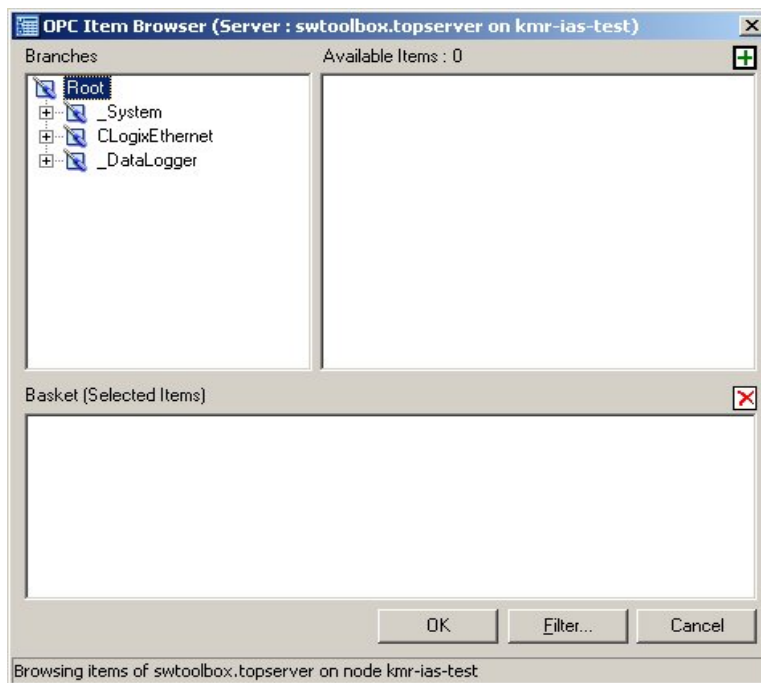 OPC Item Browser (Server : swtoolbox.topserver on kmr-ias-test)
Branches
Available Items : 0
Root
_System
CLogixEthernet
_DataLogger
Basket (Selected Items)
OK
Filter...
Cancel
Browsing items of swtoolbox.topserver on node kmr-ias-test